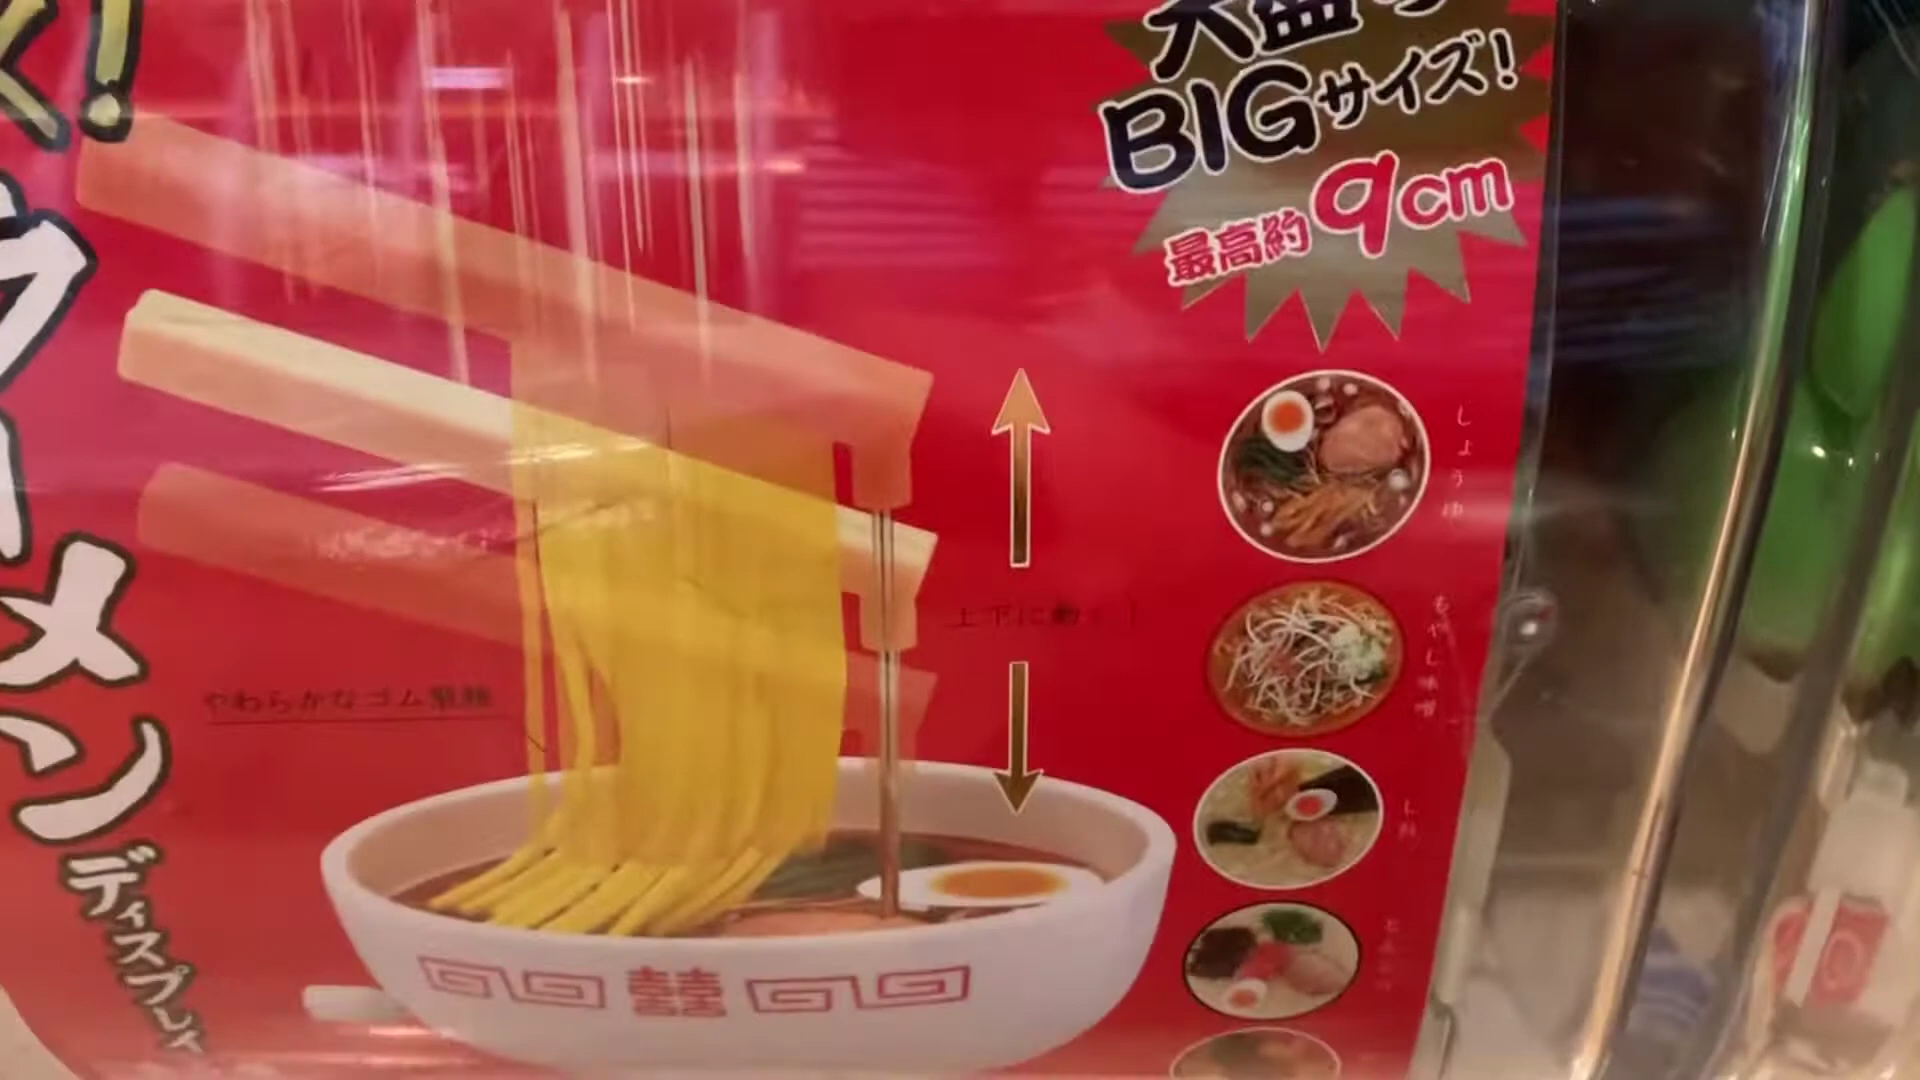 大盛り
BIGサイズ!
最高約9cm
ラーメン
ディスプレイ
上下に動く!
やわらかなゴム製麺
しょうゆ
もやし味噌